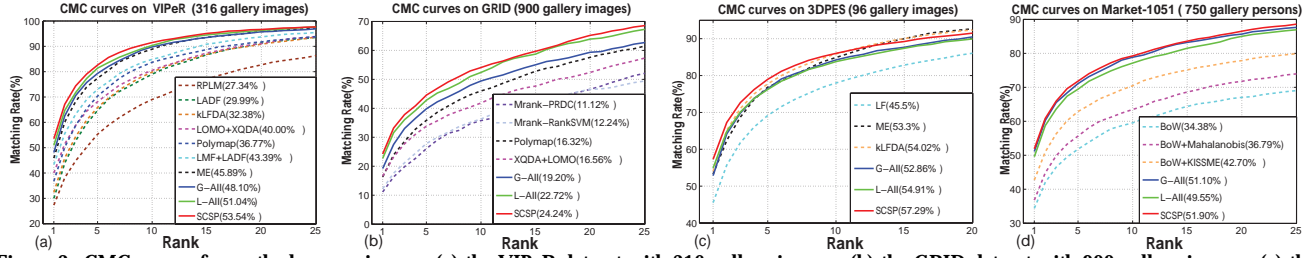 CMC curves on VIPeR (316 gallery images)
Matching Rate(%)
100
90
80
70
60
50
40
30
20
RPLM(27.34%)
LADF(29.99%)
kLFDA(32.38%)
LOMO+XQDA(40.00%)
Polymap(36.77%)
LMF+LADF(43.39%)
ME(45.89%)
G-All(48.10%)
L-All(51.04%)
SCSP(53.54%)
1 5 10 15 20 25
(a) Rank
CMC curves on GRID (900 gallery images)
Matching Rate(%)
70
60
50
40
30
20
10
0
Mrank-PRDC(11.12%)
Mrank-RankSVM(12.24%)
Polymap(16.32%)
XQDA+LOMO(16.56%)
G-All(19.20%)
L-All(22.72%)
SCSP(24.24%)
1 5 10 15 20 25
(b) Rank
CMC curves on 3DPES (96 gallery images)
Matching Rate(%)
90
80
70
60
50
40
LF(45.5%)
ME(53.3%)
kLFDA(54.02%)
G-All(52.86%)
L-All(54.91%)
SCSP(57.29%)
1 5 10 15 20
(c) Rank
CMC curves on Market-1051 (750 gallery persons)
Matching Rate(%)
90
80
70
60
50
40
30
BoW(34.38%)
BoW+Mahalanobis(36.79%)
BoW+KISSME(42.70%)
G-All(51.10%)
L-All(49.55%)
SCSP(51.90%)
1 5 10 15 20 25
(d) Rank